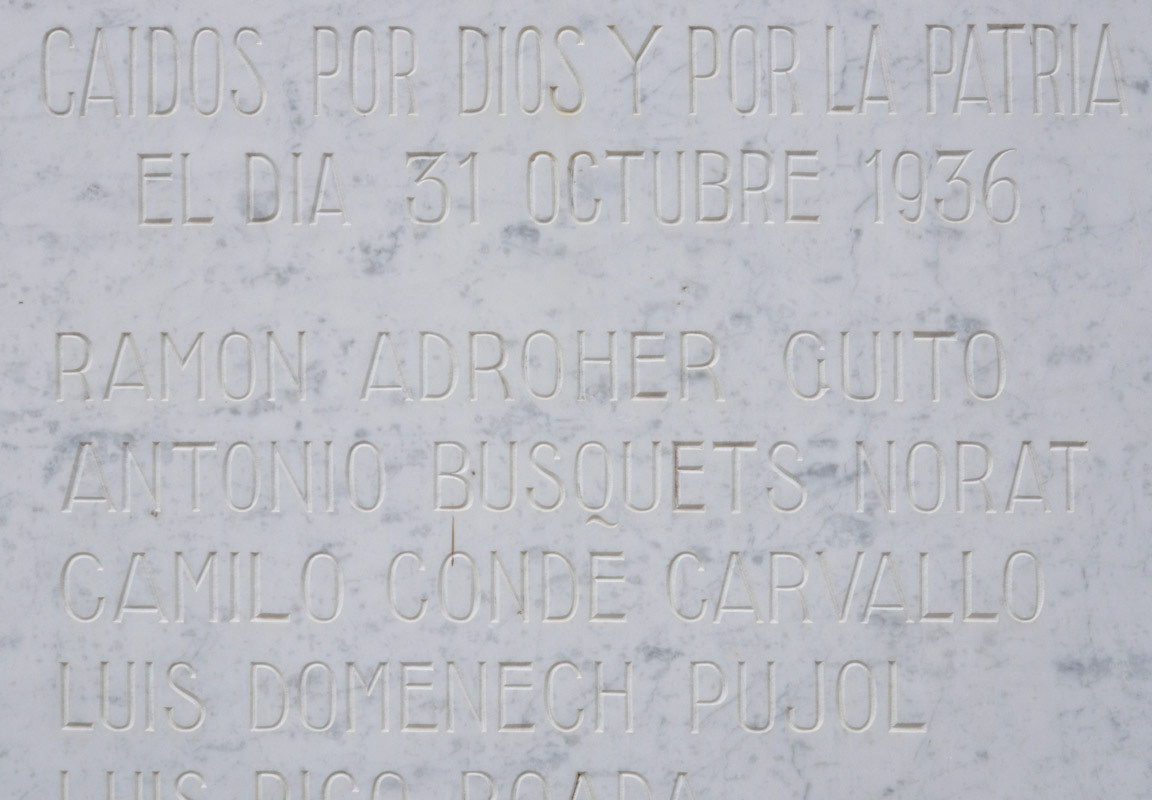 CAIDOS POR DIOS Y POR LA PATRIA
EL DIA 31 OCTUBRE 1936
RAMON ADROHER GUITO
ANTONIO BUSQUETS NORAT
CAMILO CONDE CARVALLO
LUIS DOMENECH PUJOL
LUIS